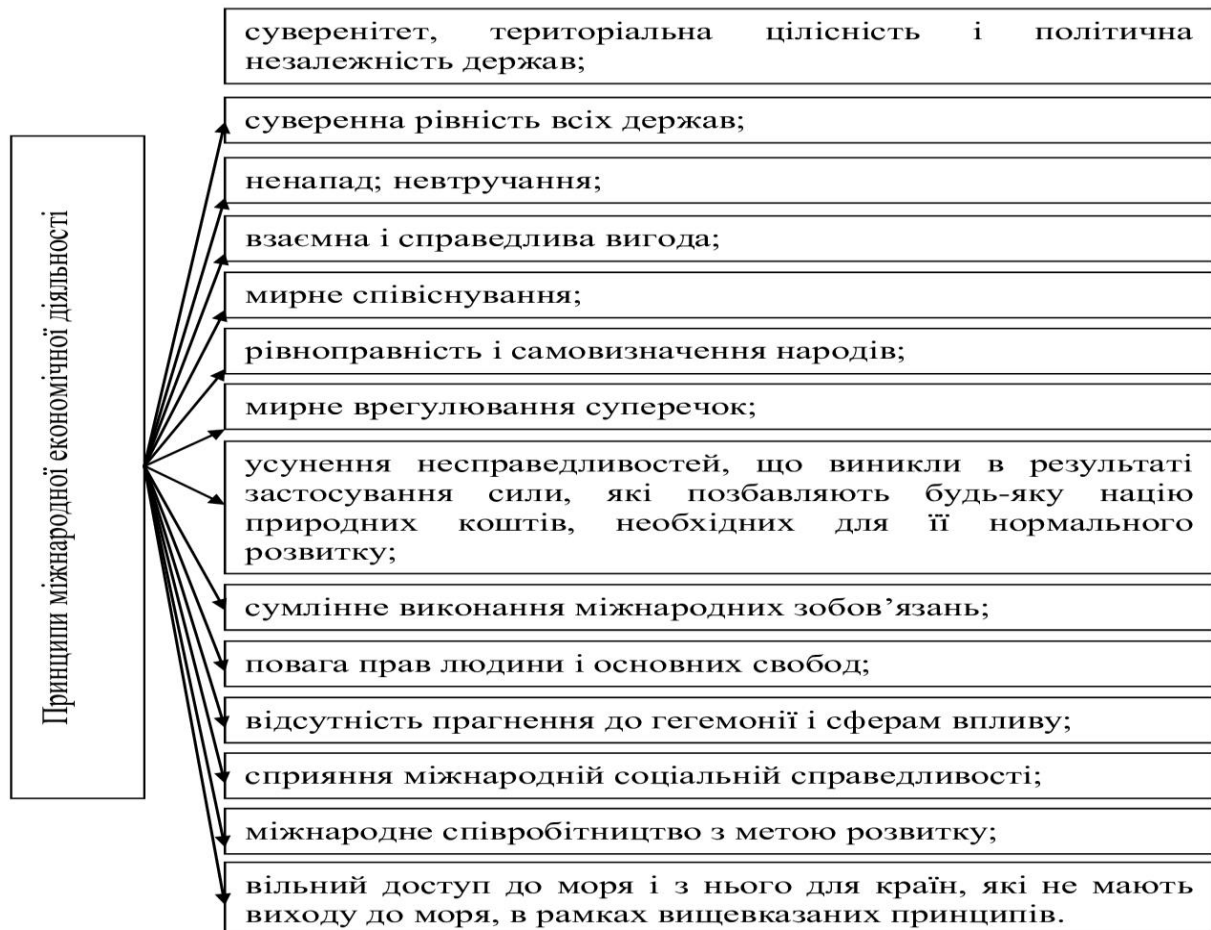 Принципи міжнародної економічної діяльності
суверенітет, територіальна цілісність і політична
незалежність держав;
суверенна рівність всіх держав;
ненапад; невтручання;
взаємна і справедлива вигода;
мирне співіснування;
рівноправність і самовизначення народів;
мирне врегулювання суперечок;
усунення несправедливостей, що виникли в результаті
застосування сили, які позбавляють будь-яку націю
природних коштів, необхідних для її нормального
розвитку;
сумлінне виконання міжнародних зобов’язань;
повага прав людини і основних свобод;
відсутність прагнення до гегемонії і сферам впливу;
сприяння міжнародній соціальній справедливості;
міжнародне співробітництво з метою розвитку;
вільний доступ до моря і з нього для країн, які не мають
виходу до моря, в рамках вищевказаних принципів.